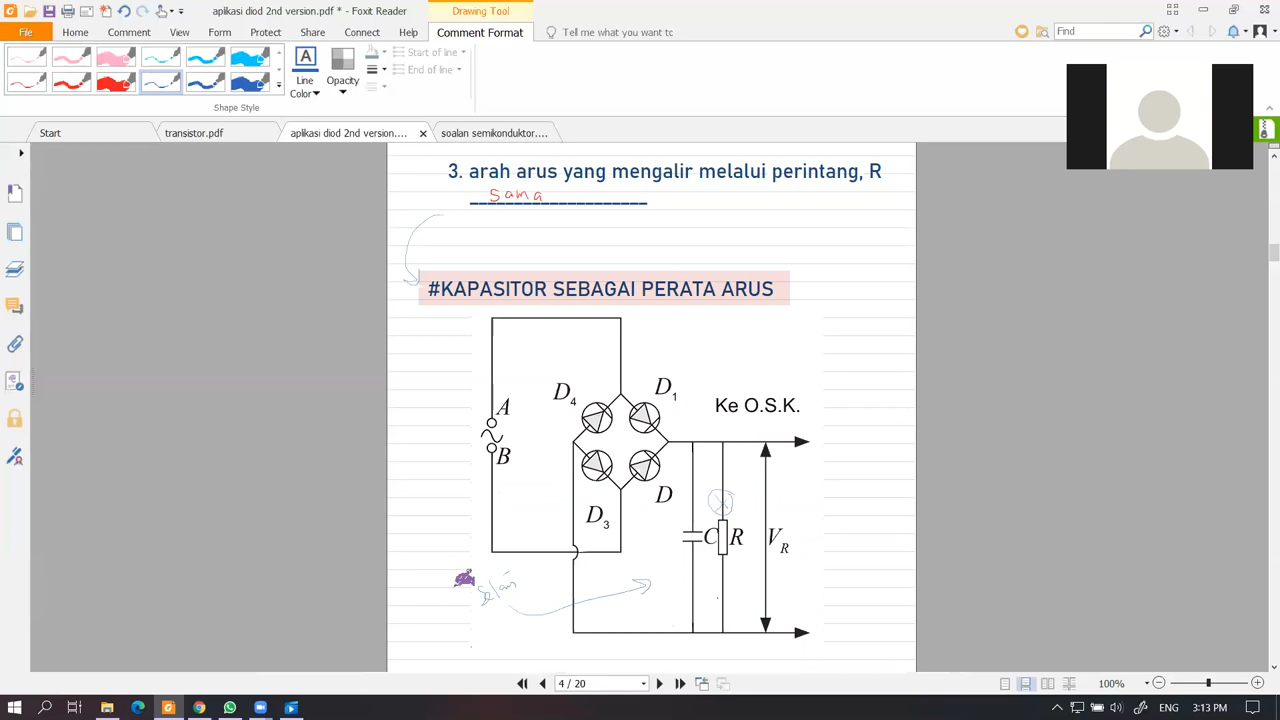 aplikasi diod 2nd version.pdf * - Foxit Reader
Drawing Tool
File
Home
Comment
View
Form
Protect
Share
Connect
Help
Comment Format
Tell me what you want tc
Find
Line
Color
Opacity
Start of line
End of line
Shape Style
Start
transistor.pdf
aplikasi diod 2nd version....
soalan semikonduktor....
3. arah arus yang mengalir melalui perintang, R
sama
#KAPASITOR SEBAGAI PERATA ARUS
D4
D1
Ke O.S.K.
A
B
D3
D
C
R
VR
4 / 20
100%
ENG
3:13 PM